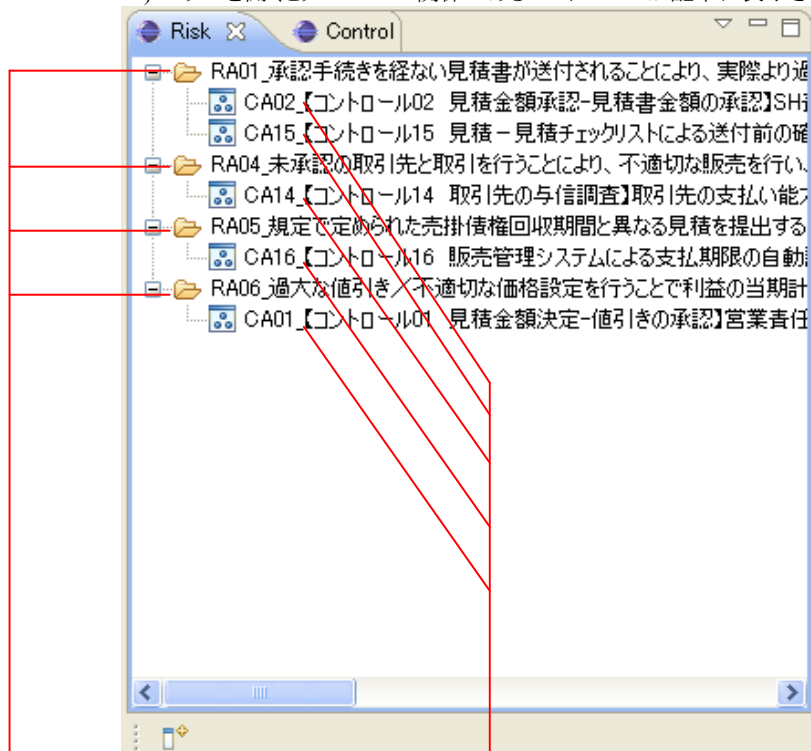 Risk
Control
RA01_承認手続きを経ない見積書が送付されることにより、実際より過
CA02_【コントロール02 見積金額承認-見積書金額の承認】SH
CA15_【コントロール15 見積－見積チェックリストによる送付前の確
RA04_未承認の取引先と取引を行うことにより、不適切な販売を行い、
CA14_【コントロール14 取引先の与信調査】取引先の支払い能
RA05_規定で定められた売掛債権回収期間と異なる見積を提出する
CA16_【コントロール16 販売管理システムによる支払期限の自動
RA06_過大な値引き／不適切な価格設定を行うことで利益の当期計
CA01_【コントロール01 見積金額決定-値引きの承認】営業責任